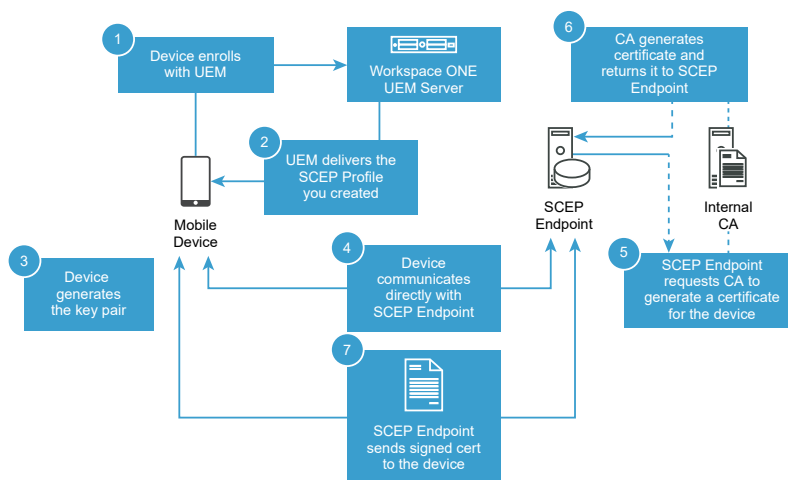 1
Device enrolls
with UEM
Workspace ONE
UEM Server
6
CA generates
certificate and
returns it to SCEP
Endpoint
2
UEM delivers the
SCEP Profile
you created
Mobile
Device
SCEP
Endpoint
Internal
CA
3
Device
generates
the key pair
4
Device
communicates
directly with
SCEP Endpoint
5
SCEP Endpoint
requests CA to
generate a certificate
for the device
7
SCEP Endpoint
sends signed cert
to the device